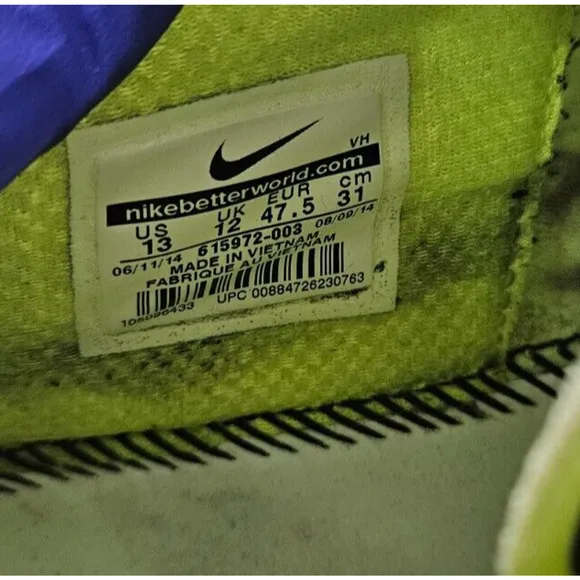 VH
nikebetterworld.com
US UK EUR cm
13 12 47.5 31
06/11/14 615972-003 08/09/14
MADE IN VIETNAM
FABRIQUE AU VIETNAM
UPC 00884726230763